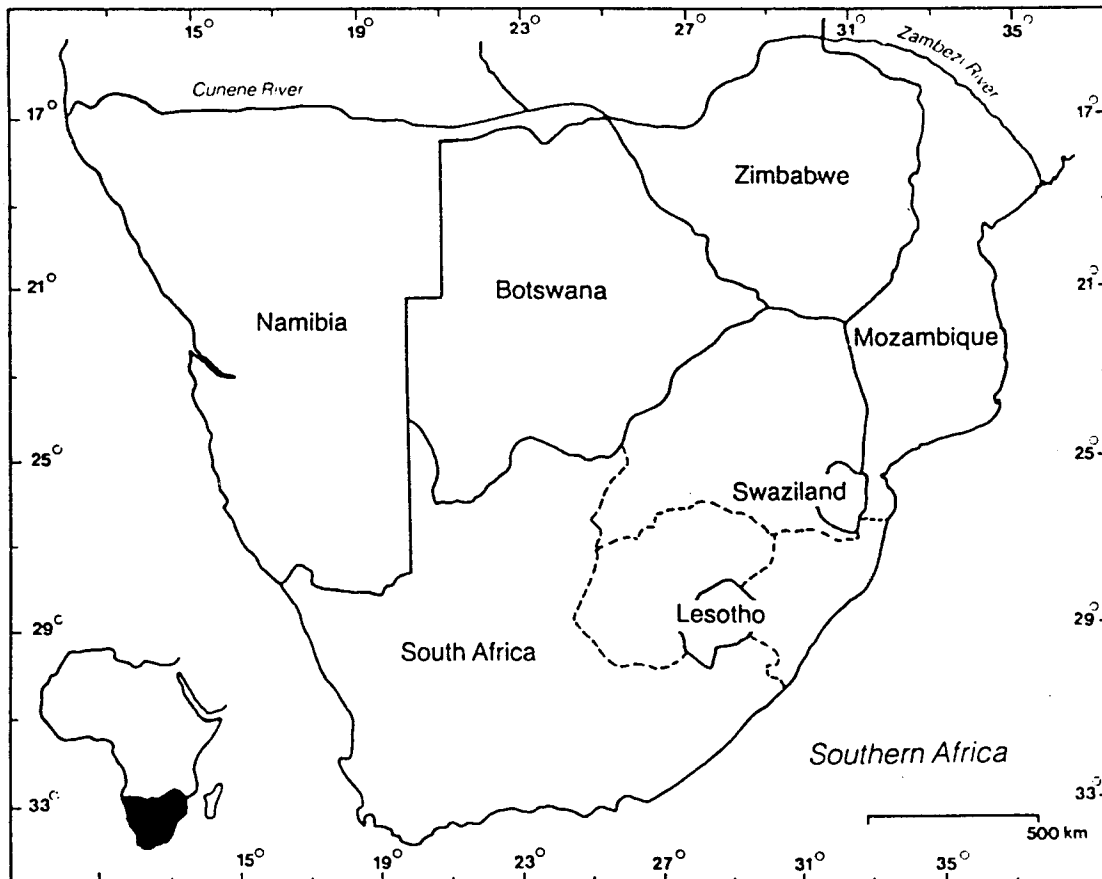 15° 19° 23° 27° 31° 35°
Zambezi River
Cunene River
17° 17°
Zimbabwe
21° Botswana 21°
Namibia
Mozambique
25° 25°
Swaziland
Lesotho
29° 29°
South Africa
Southern Africa
33° 33°
500 km
15° 19° 23° 27° 31° 35°